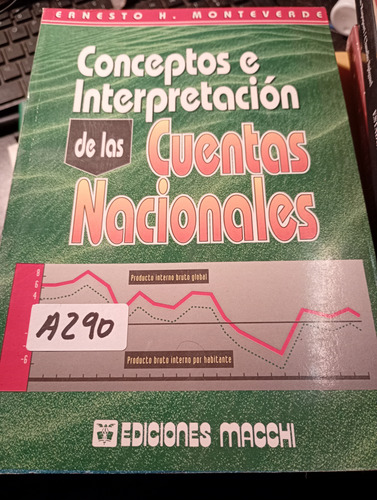 ERNESTO H. MONTEVERDE
Conceptos e
Interpretación
de las
Cuentas
Nacionales
Producto interno bruto global
A290
Producto bruto interno por habitante
EDICIONES MACCHI